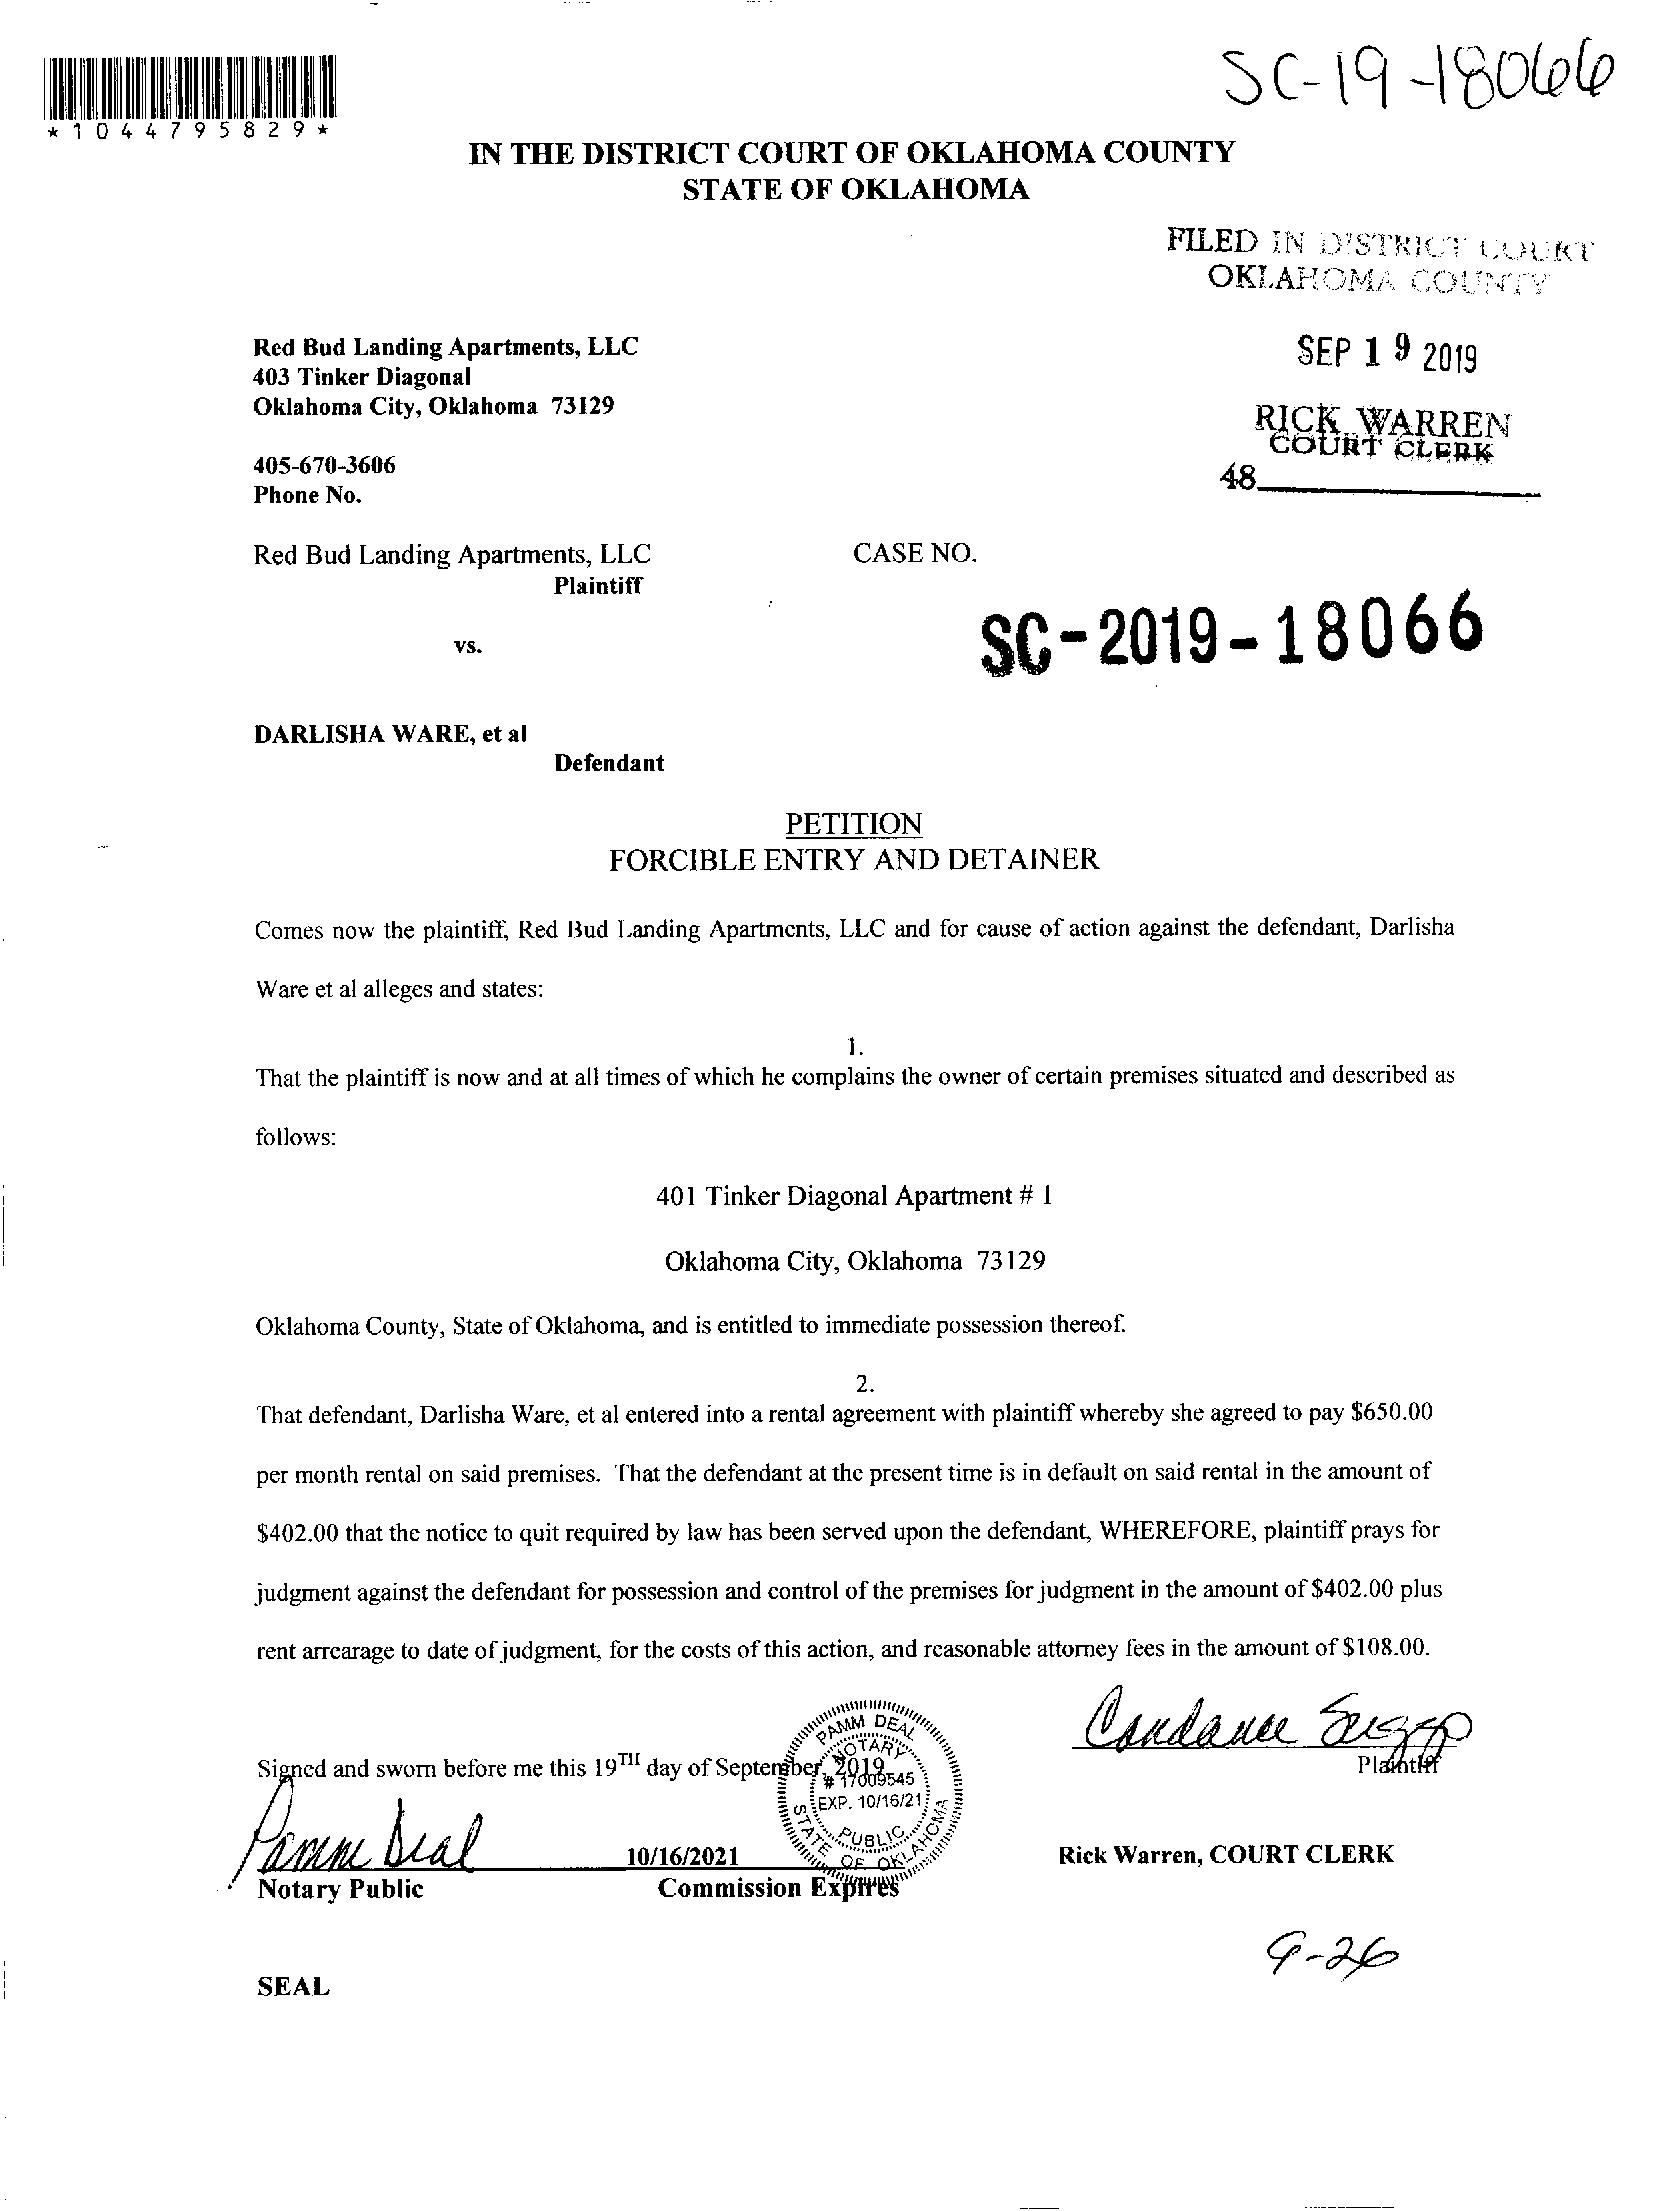 SC-19-18066
*1044795829*
IN THE DISTRICT COURT OF OKLAHOMA COUNTY
STATE OF OKLAHOMA
FILED IN DISTRICT COURT
OKLAHOMA COUNTY
Red Bud Landing Apartments, LLC
SEP 19 2019
403 Tinker Diagonal
Oklahoma City, Oklahoma 73129
RICK WARREN
COURT CLERK
405-670-3606
48
Phone No.
Red Bud Landing Apartments, LLC CASE NO.
Plaintiff
SC-2019-18066
vs.
DARLISHA WARE, et al
Defendant
PETITION
FORCIBLE ENTRY AND DETAINER
Comes now the plaintiff, Red Bud Landing Apartments, LLC and for cause of action against the defendant, Darlisha
Ware et al alleges and states:
1.
That the plaintiff is now and at all times of which he complains the owner of certain premises situated and described as
follows:
401 Tinker Diagonal Apartment # 1
Oklahoma City, Oklahoma 73129
Oklahoma County, State of Oklahoma, and is entitled to immediate possession thereof.
2.
That defendant, Darlisha Ware, et al entered into a rental agreement with plaintiff whereby she agreed to pay $650.00
per month rental on said premises. That the defendant at the present time is in default on said rental in the amount of
$402.00 that the notice to quit required by law has been served upon the defendant, WHEREFORE, plaintiff prays for
judgment against the defendant for possession and control of the premises for judgment in the amount of $402.00 plus
rent arrearage to date of judgment, for the costs of this action, and reasonable attorney fees in the amount of $108.00.
Candance
Plaintiff
Signed and sworn before me this 19TH day of September, 2019
PAMM DEAL
NOTARY
# 17009545
EXP. 10/16/21
PUBLIC
STATE OF OKLAHOMA
Pamm Deal
10/16/2021
Rick Warren, COURT CLERK
Notary Public
Commission Expires
9-26
SEAL